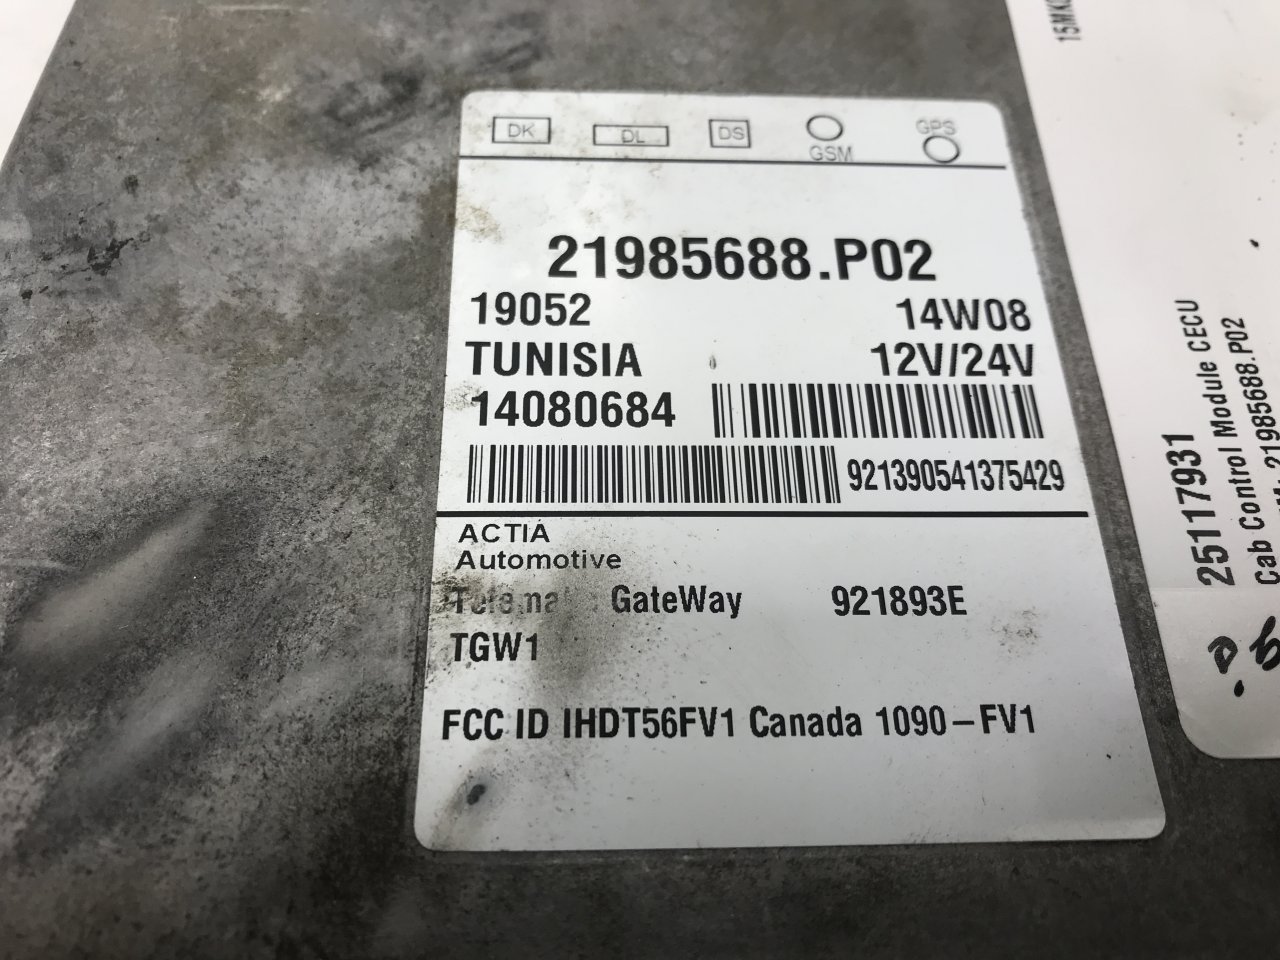 DK DL DS GSM GPS
21985688.P02
19052 14W08
TUNISIA 12V/24V
14080684
921390541375429
ACTIA
Automotive
GateWay 921893E
TGW1
FCC ID IHDT56FV1 Canada 1090-FV1
25117931
Cab Control Module CECU
21985688.P02